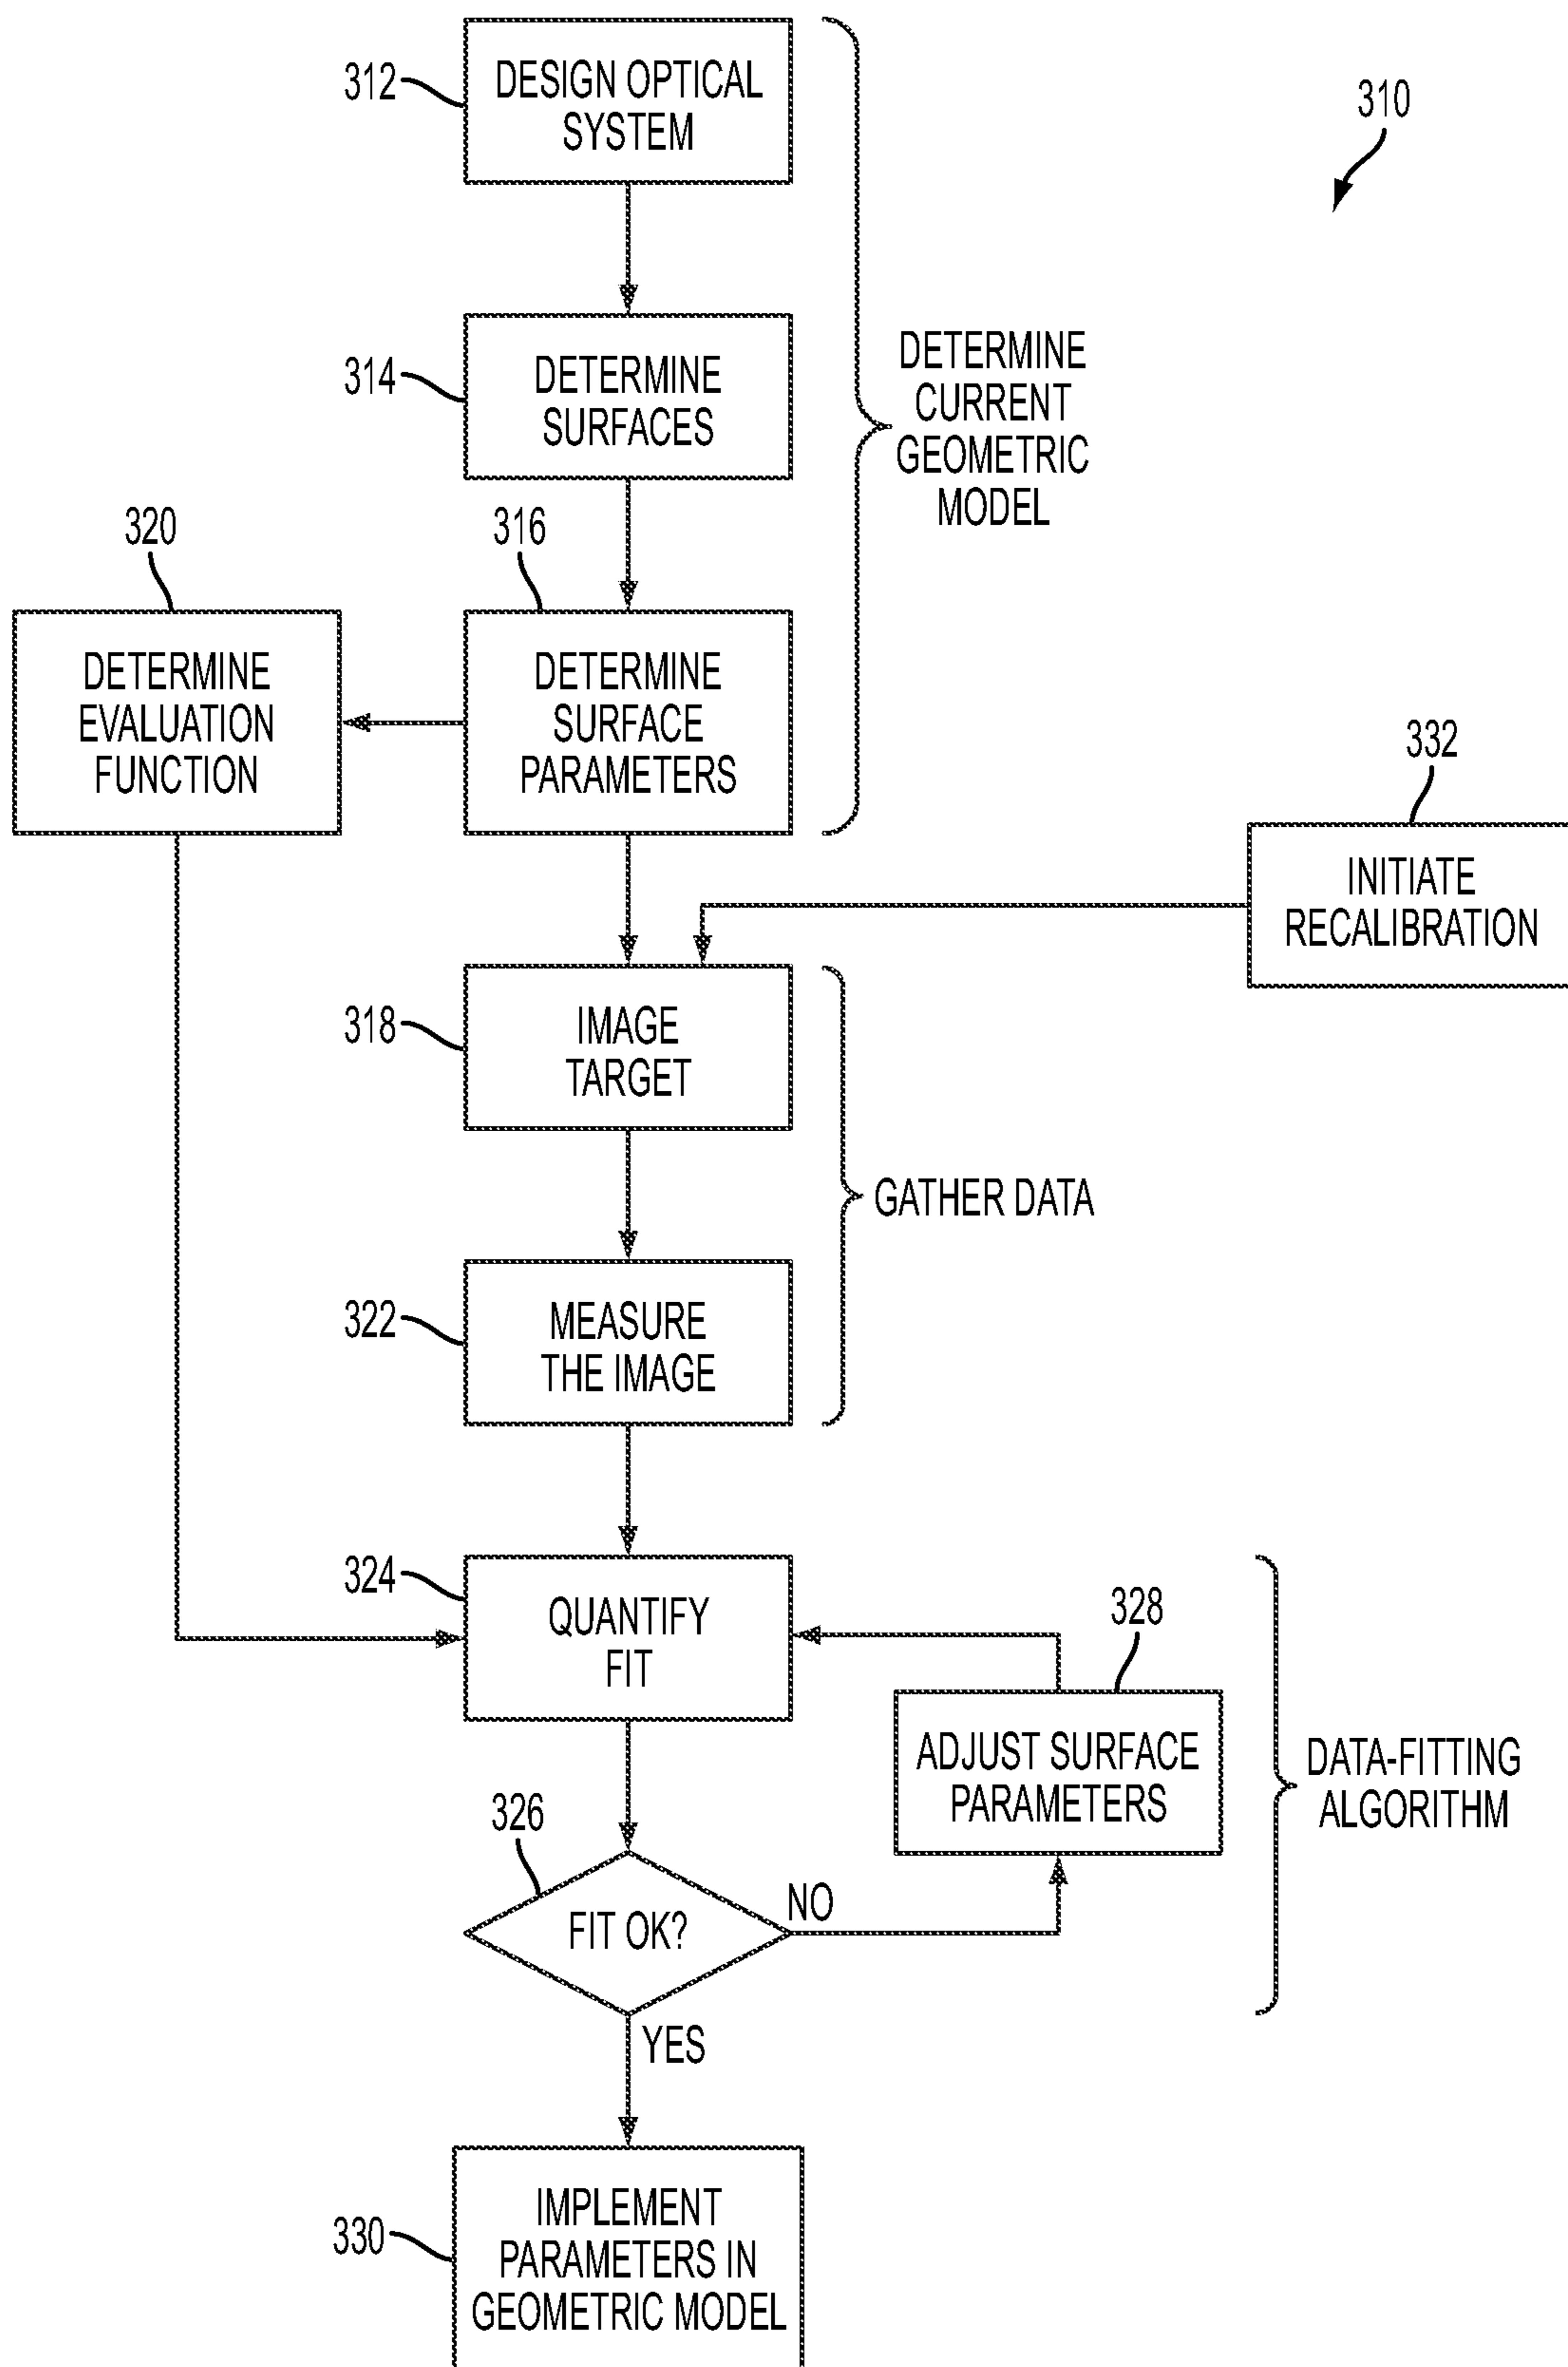 312
DESIGN OPTICAL
SYSTEM
310
314
DETERMINE
SURFACES
DETERMINE
CURRENT
GEOMETRIC
MODEL
320
316
DETERMINE
EVALUATION
FUNCTION
DETERMINE
SURFACE
PARAMETERS
332
INITIATE
RECALIBRATION
318
IMAGE
TARGET
GATHER DATA
322
MEASURE
THE IMAGE
324
QUANTIFY
FIT
328
ADJUST SURFACE
PARAMETERS
DATA-FITTING
ALGORITHM
326
FIT OK?
NO
YES
330
IMPLEMENT
PARAMETERS IN
GEOMETRIC MODEL